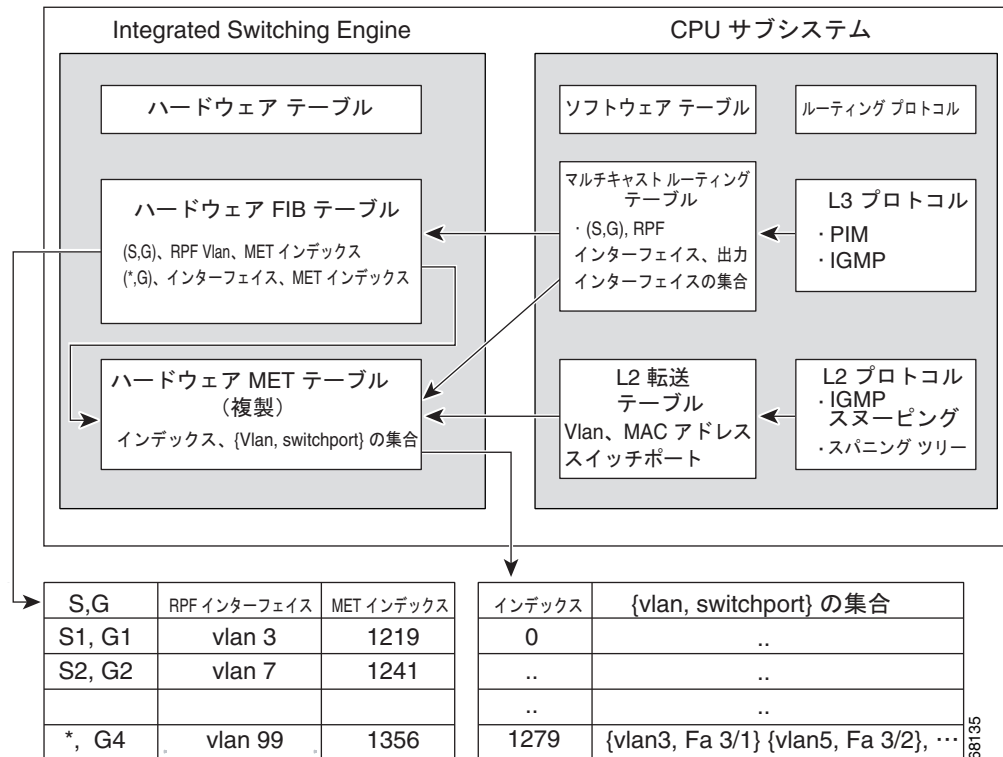 Integrated Switching Engine
CPU サブシステム
ハードウェア テーブル
ソフトウェア テーブル
ルーティング プロトコル
ハードウェア FIB テーブル
(S,G)、RPF Vlan、MET インデックス
(*,G)、インターフェイス、MET インデックス
マルチキャスト ルーティング
テーブル
· (S,G), RPF
インターフェイス、出力
インターフェイスの集合
L3 プロトコル
· PIM
· IGMP
ハードウェア MET テーブル
（複製）
インデックス、{Vlan, switchport} の集合
L2 転送
テーブル
Vlan、MAC アドレス
スイッチポート
L2 プロトコル
· IGMP
スヌーピング
· スパニング ツリー
S,G RPF インターフェイス MET インデックス
S1, G1 vlan 3 1219
S2, G2 vlan 7 1241
*, G4 vlan 99 1356
インデックス {vlan, switchport} の集合
0 ..
.. ..
.. ..
1279 {vlan3, Fa 3/1} {vlan5, Fa 3/2}, …
68135